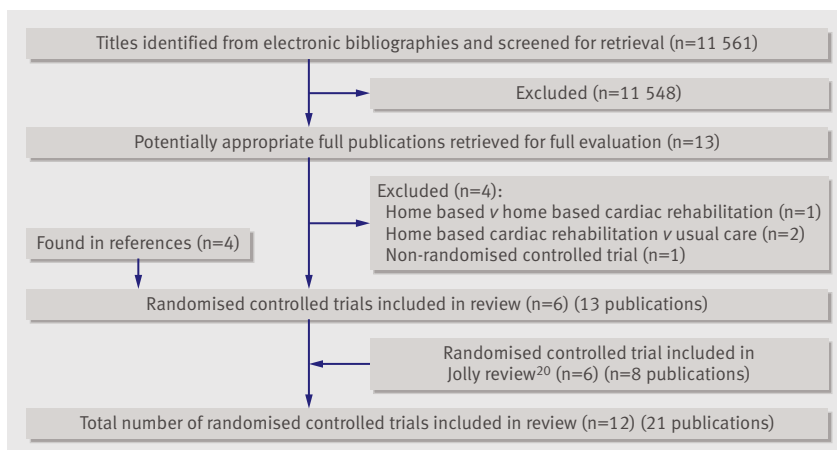 Titles identified from electronic bibliographies and screened for retrieval (n=11 561)
Excluded (n=11 548)
Potentially appropriate full publications retrieved for full evaluation (n=13)
Excluded (n=4):
Home based v home based cardiac rehabilitation (n=1)
Home based cardiac rehabilitation v usual care (n=2)
Non-randomised controlled trial (n=1)
Found in references (n=4)
Randomised controlled trials included in review (n=6) (13 publications)
Randomised controlled trial included in
Jolly review²⁰ (n=6) (n=8 publications)
Total number of randomised controlled trials included in review (n=12) (21 publications)